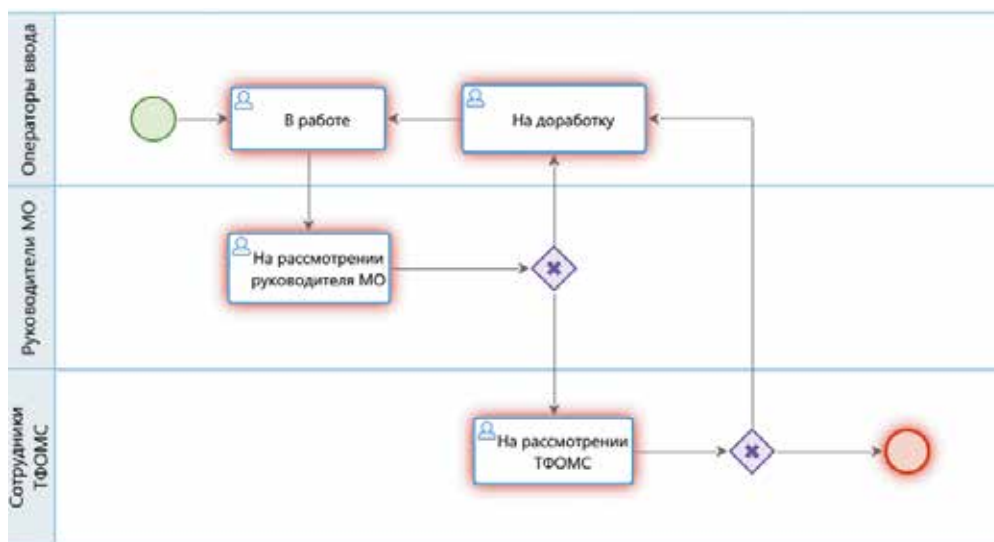 Операторы ввода
В работе
На доработку
Руководители МО
На рассмотрении
руководителя МО
Сотрудники
ТФОМС
На рассмотрении
ТФОМС